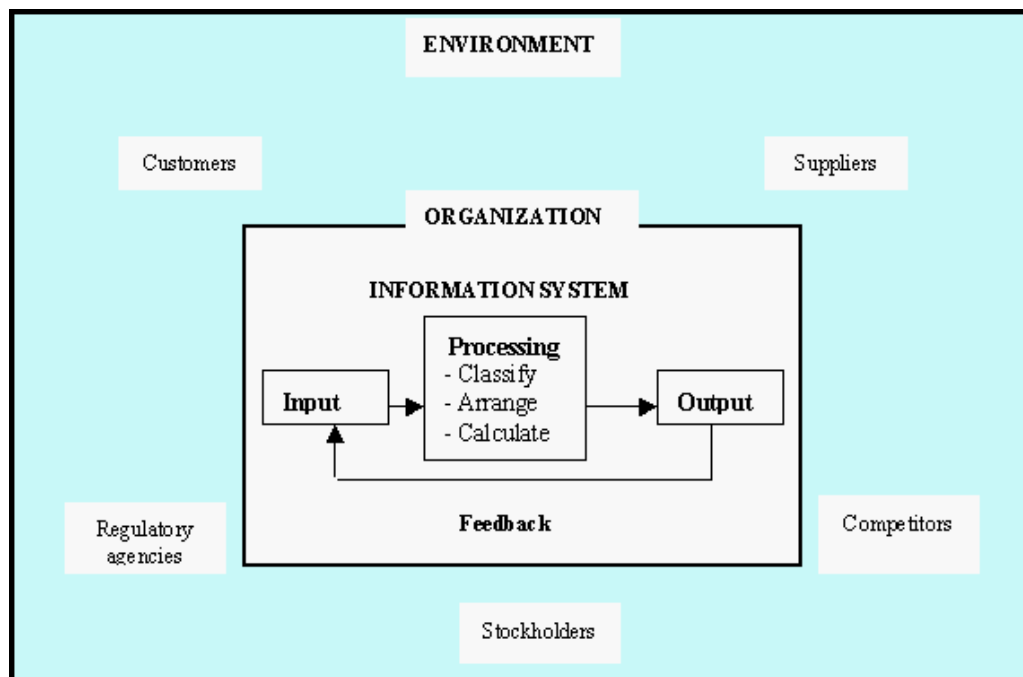 ENVIRONMENT
Customers
Suppliers
ORGANIZATION
INFORMATION SYSTEM
Processing
- Classify
- Arrange
- Calculate
Input
Output
Feedback
Regulatory
agencies
Competitors
Stockholders